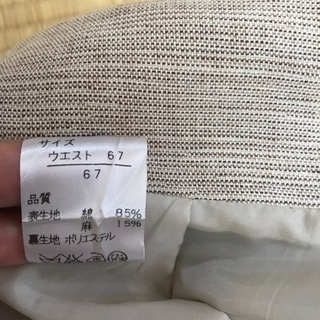 サイズ
ウエスト 67
67
品質
表生地 綿 85%
麻 15%
裏生地 ポリエステル